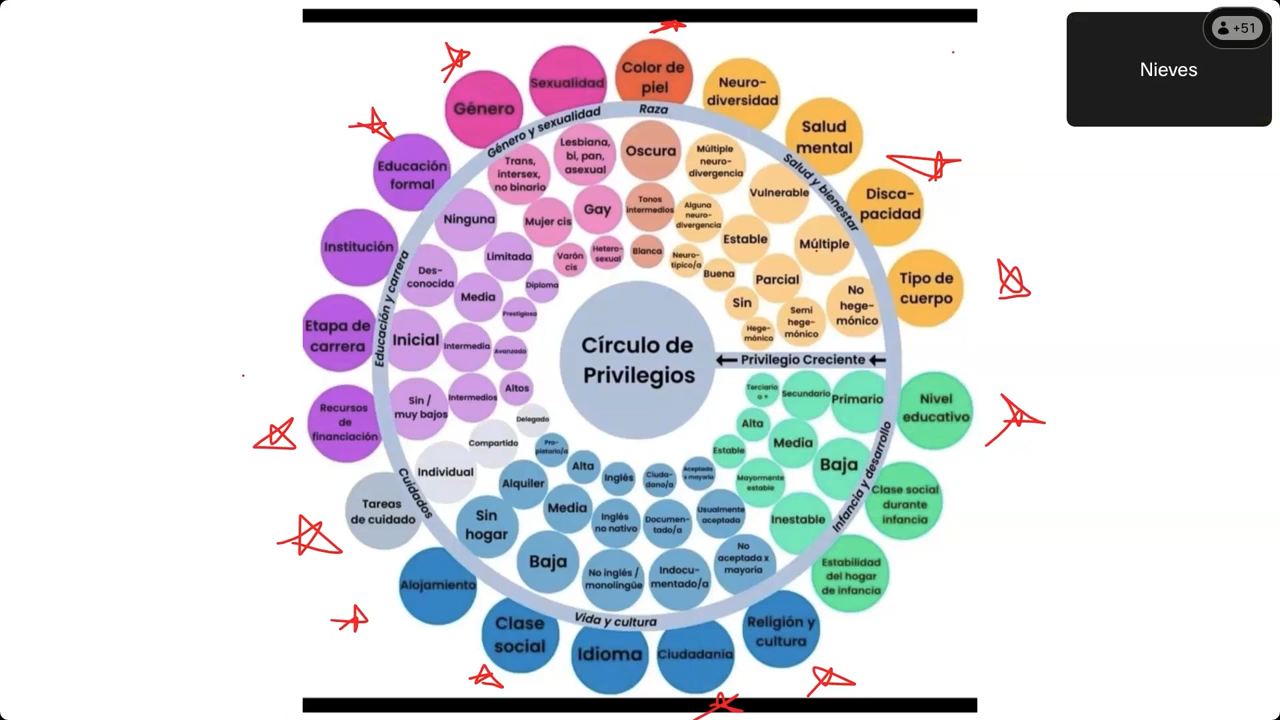 +51
Nieves
Círculo de
Privilegios
Privilegio Creciente
Raza
Color de
piel
Oscura
Tonos
intermedios
Blanca
Salud y bienestar
Neuro-
diversidad
Múltiple
neuro-
divergencia
Alguna
neuro-
divergencia
Neuro-
típico/a
Salud
mental
Vulnerable
Estable
Buena
Disca-
pacidad
Múltiple
Parcial
Sin
Tipo de
cuerpo
No
hege-
mónico
Semi
hege-
mónico
Hege-
mónico
Infancia y desarrollo
Nivel
educativo
Primario
Secundario
Terciario
o +
Clase social
durante
infancia
Baja
Media
Alta
Estabilidad
del hogar
de infancia
Inestable
Mayormente
estable
Estable
Vida y cultura
Religión y
cultura
No
aceptada x
mayoría
Usualmente
aceptada
Aceptada
x mayoría
Ciudadanía
Indocu-
mentado/a
Documen-
tado/a
Ciuda-
dano/a
Idioma
No inglés /
monolingüe
Inglés
no nativo
Inglés
Clase
social
Baja
Media
Alta
Alojamiento
Sin
hogar
Alquiler
Pro-
pietario/a
Cuidados
Tareas
de cuidado
Individual
Compartido
Delegado
Educación y carrera
Recursos
de
financiación
Sin /
muy bajos
Intermedios
Altos
Etapa de
carrera
Inicial
Intermedia
Avanzada
Institución
Des-
conocida
Media
Prestigiosa
Educación
formal
Ninguna
Limitada
Diploma
Género y sexualidad
Género
Trans,
intersex,
no binario
Mujer cis
Varón
cis
Sexualidad
Lesbiana,
bi, pan,
asexual
Gay
Hetero-
sexual